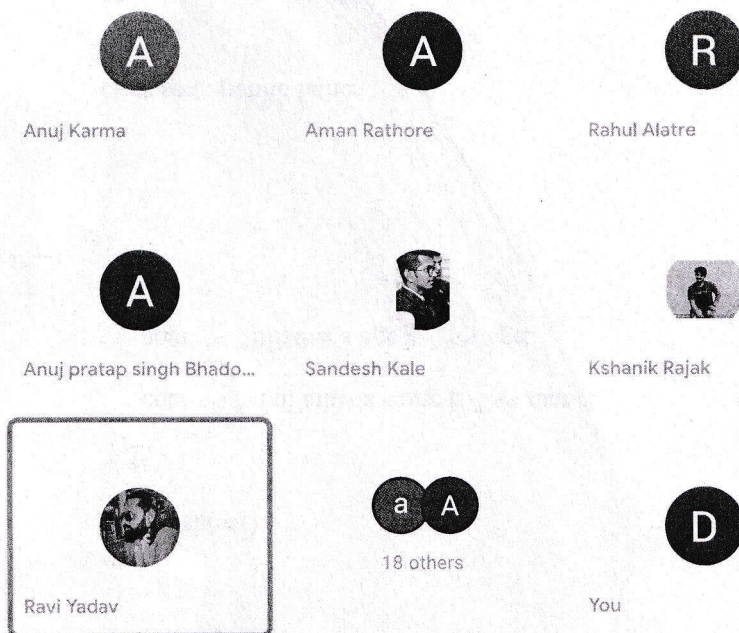 A A R
Anuj Karma Aman Rathore Rahul Alatre
A
Anuj pratap singh Bhado... Sandesh Kale Kshanik Rajak
a A D
18 others
Ravi Yadav You